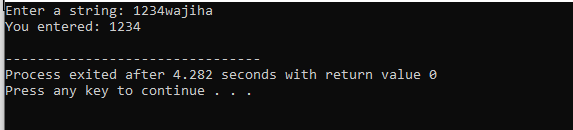 Enter a string: 1234wajiha
You entered: 1234
--------------------------------
Process exited after 4.282 seconds with return value 0
Press any key to continue . . .